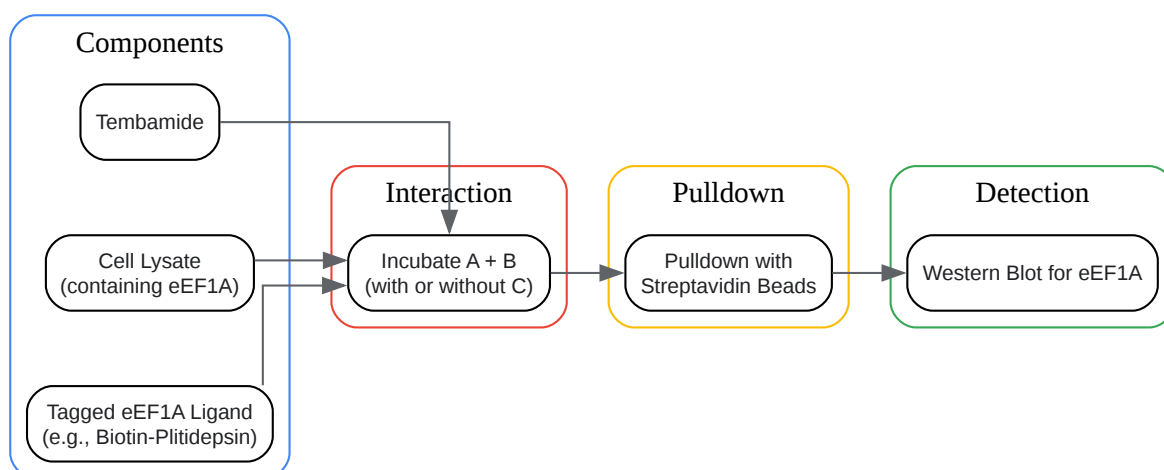 Components
Tembamide
Cell Lysate
(containing eEF1A)
Tagged eEF1A Ligand
(e.g., Biotin-Plitidepsin)
Interaction
Incubate A + B
(with or without C)
Pulldown
Pulldown with
Streptavidin Beads
Detection
Western Blot for eEF1A